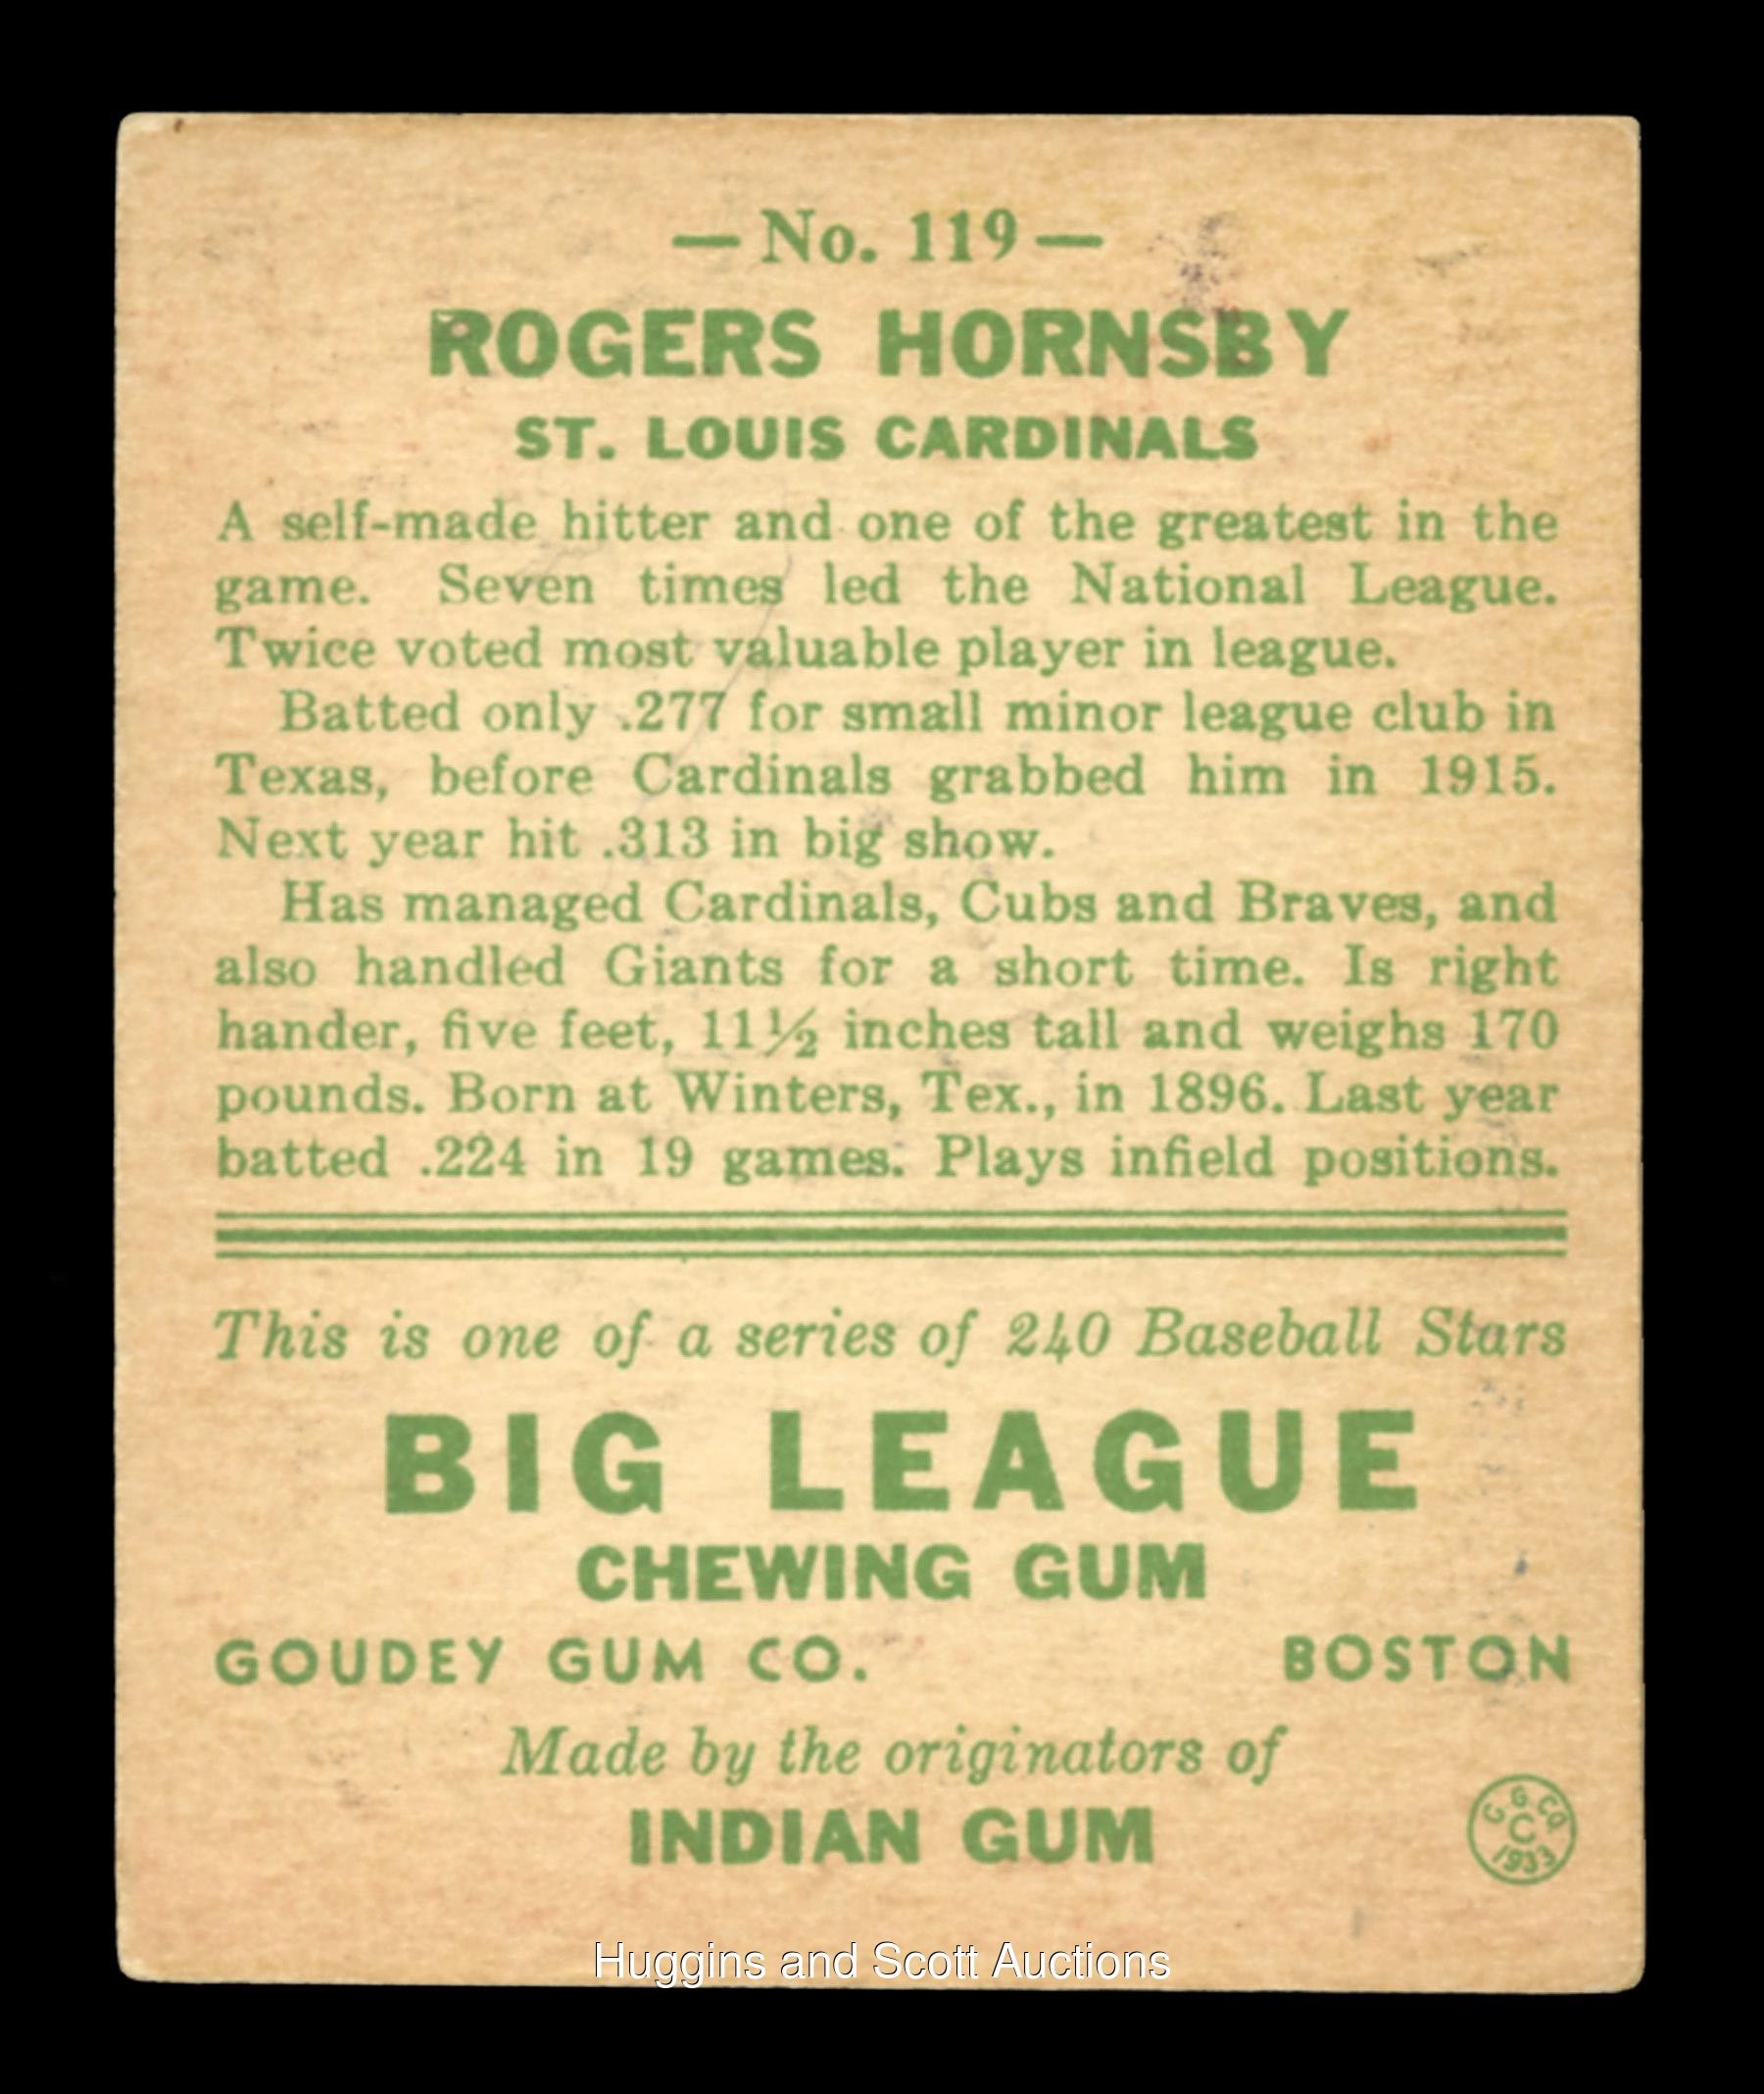 — No. 119 —
ROGERS HORNSBY
ST. LOUIS CARDINALS
A self-made hitter and one of the greatest in the
game. Seven times led the National League.
Twice voted most valuable player in league.
Batted only .277 for small minor league club in
Texas, before Cardinals grabbed him in 1915.
Next year hit .313 in big show.
Has managed Cardinals, Cubs and Braves, and
also handled Giants for a short time. Is right
hander, five feet, 11½ inches tall and weighs 170
pounds. Born at Winters, Tex., in 1896. Last year
batted .224 in 19 games. Plays infield positions.
This is one of a series of 240 Baseball Stars
BIG LEAGUE
CHEWING GUM
GOUDEY GUM CO. BOSTON
Made by the originators of
INDIAN GUM
G. G. CO.
C
1933
Huggins and Scott Auctions